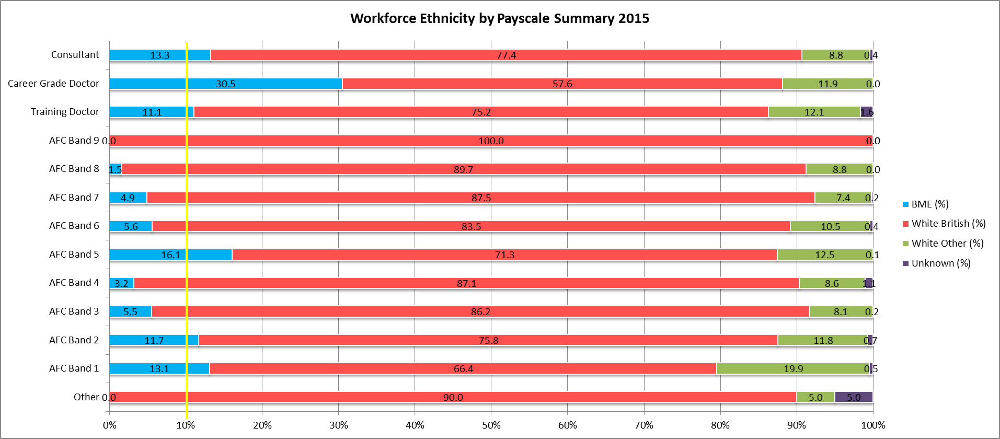 Workforce Ethnicity by Payscale Summary 2015
Consultant 13.3 77.4 8.8 0.4
Career Grade Doctor 30.5 57.6 11.9 0.0
Training Doctor 11.1 75.2 12.1 1.6
AFC Band 9 0.0 100.0 0.0
AFC Band 8 1.5 89.7 8.8 0.0
AFC Band 7 4.9 87.5 7.4 0.2
AFC Band 6 5.6 83.5 10.5 0.4
AFC Band 5 16.1 71.3 12.5 0.1
AFC Band 4 3.2 87.1 8.6 1.1
AFC Band 3 5.5 86.2 8.1 0.2
AFC Band 2 11.7 75.8 11.8 0.7
AFC Band 1 13.1 66.4 19.9 0.5
Other 0.0 90.0 5.0 5.0
0% 10% 20% 30% 40% 50% 60% 70% 80% 90% 100%
BME (%)
White British (%)
White Other (%)
Unknown (%)